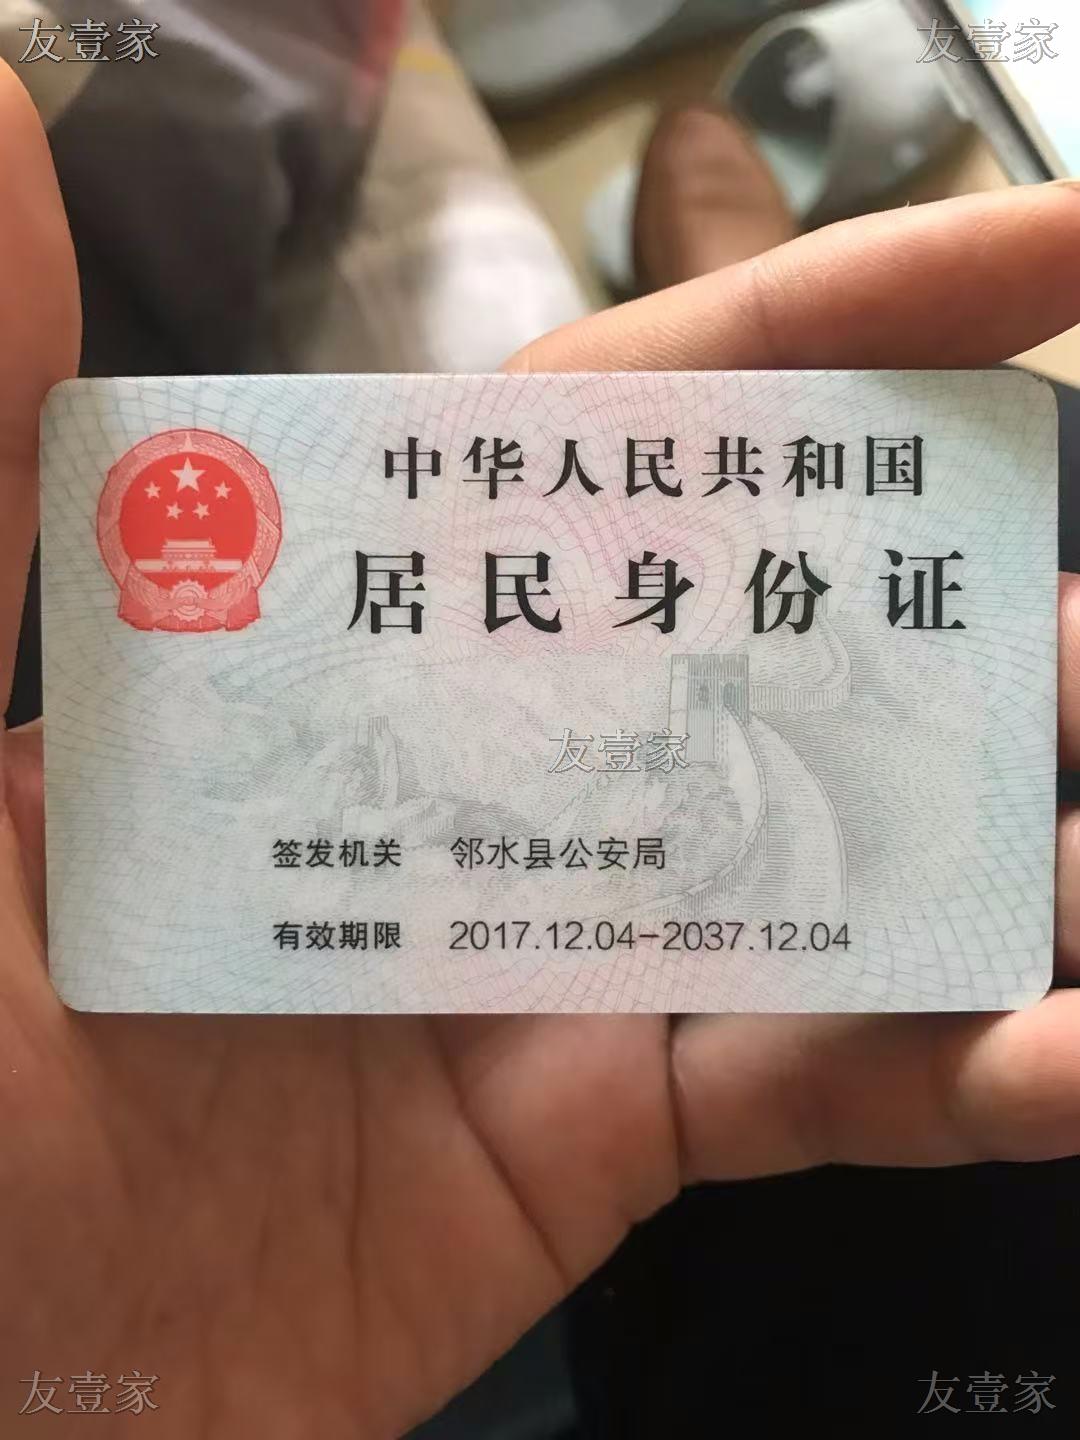 友壹家 友壹家
中华人民共和国
居民身份证
友壹家
签发机关 邻水县公安局
有效期限 2017.12.04-2037.12.04
友壹家 友壹家